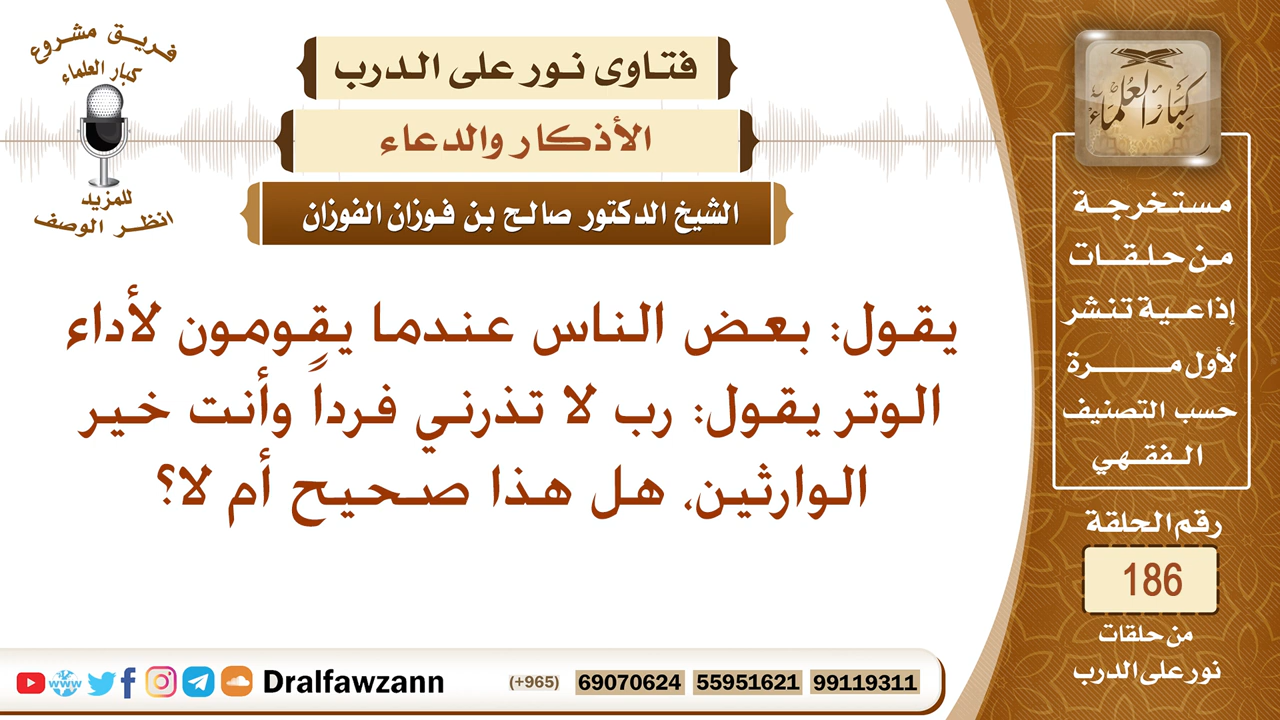 فريق مشروع
كبار العلماء
للمزيد
انظر الوصف
فتاوى نور على الدرب
الأذكار والدعاء
الشيخ الدكتور صالح بن فوزان الفوزان
يقول: بعض الناس عندما يقومون لأداء
الوتر يقول: رب لا تذرني فرداً وأنت خير
الوارثين، هل هذا صحيح أم لا؟
كبار العلماء
مستخرجة
من حلقات
إذاعية تنشر
لأول مرة
حسب التصنيف
الفقهي
رقم الحلقة
186
من حلقات
نور على الدرب
www
Dralfawzann
(+965) 69070624 55951621 99119311